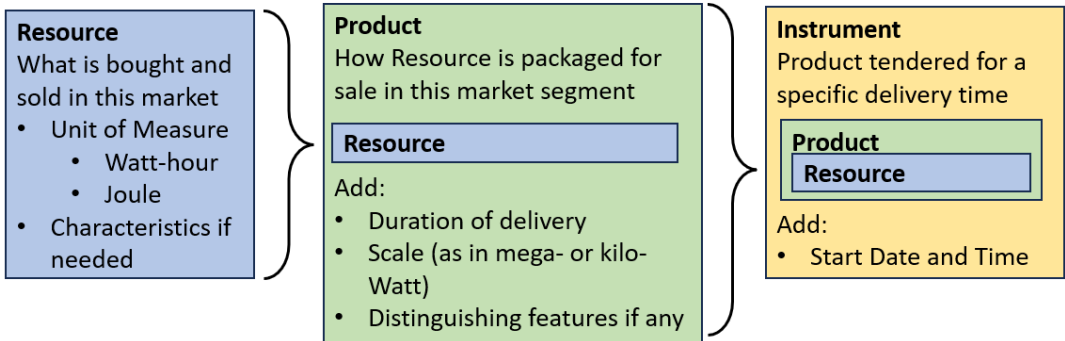 Resource
What is bought and
sold in this market
• Unit of Measure
• Watt-hour
• Joule
• Characteristics if
needed
Product
How Resource is packaged for
sale in this market segment
Resource
Add:
• Duration of delivery
• Scale (as in mega- or kilo-
Watt)
• Distinguishing features if any
Instrument
Product tendered for a
specific delivery time
Product
Resource
Add:
• Start Date and Time